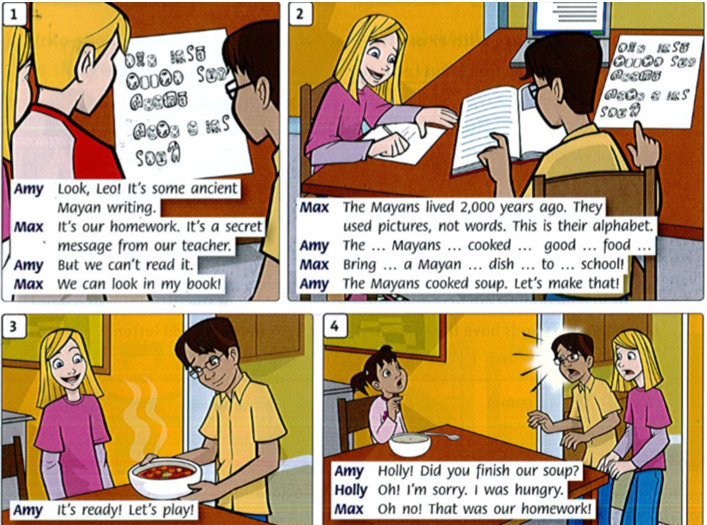 1
Amy Look, Leo! It's some ancient
Mayan writing.
Max It's our homework. It's a secret
message from our teacher.
Amy But we can't read it.
Max We can look in my book!
2
Max The Mayans lived 2,000 years ago. They
used pictures, not words. This is their alphabet.
Amy The ... Mayans ... cooked ... good ... food ...
Max Bring ... a Mayan ... dish ... to ... school!
Amy The Mayans cooked soup. Let's make that!
3
Amy It's ready! Let's play!
4
Amy Holly! Did you finish our soup?
Holly Oh! I'm sorry. I was hungry.
Max Oh no! That was our homework!